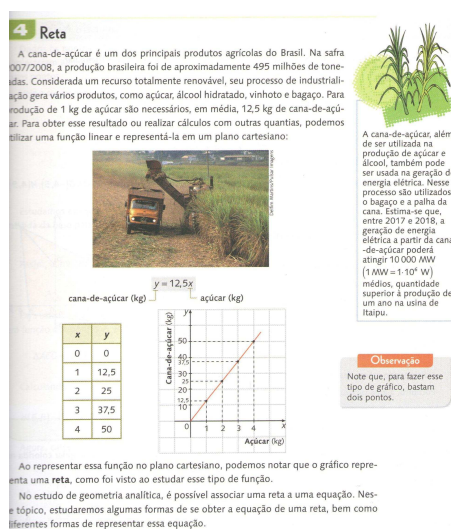 4 Reta
A cana-de-açúcar é um dos principais produtos agrícolas do Brasil. Na safra
007/2008, a produção brasileira foi de aproximadamente 495 milhões de tone-
adas. Considerada um recurso totalmente renovável, seu processo de industriali-
ação gera vários produtos, como açúcar, álcool hidratado, vinhoto e bagaço. Para
rodução de 1 kg de açúcar são necessários, em média, 12,5 kg de cana-de-açú-
ar. Para obter esse resultado ou realizar cálculos com outras quantias, podemos
tilizar uma função linear e representá-la em um plano cartesiano:
Delfim Martins/Pulsar Imagens
y = 12,5x
cana-de-açúcar (kg)
açúcar (kg)
x y
0 0
1 12,5
2 25
3 37,5
4 50
Cana-de-açúcar (kg)
y
50
40
37,5
30
25
20
12,5
10
0 1 2 3 4 x
Açúcar (kg)
A cana-de-açúcar, além
de ser utilizada na
produção de açúcar e
álcool, também pode
ser usada na geração d
energia elétrica. Nesse
processo são utilizados
o bagaço e a palha da
cana. Estima-se que,
entre 2017 e 2018, a
geração de energia
elétrica a partir da cana
-de-açúcar poderá
atingir 10 000 MW
(1 MW = 1·10⁶ W)
médios, quantidade
superior à produção de
um ano na usina de
Itaipu.
Observação
Note que, para fazer esse
tipo de gráfico, bastam
dois pontos.
Ao representar essa função no plano cartesiano, podemos notar que o gráfico repre-
enta uma reta, como foi visto ao estudar esse tipo de função.
No estudo de geometria analítica, é possível associar uma reta a uma equação. Nes-
e tópico, estudaremos algumas formas de se obter a equação de uma reta, bem como
iferentes formas de representar essa equação.